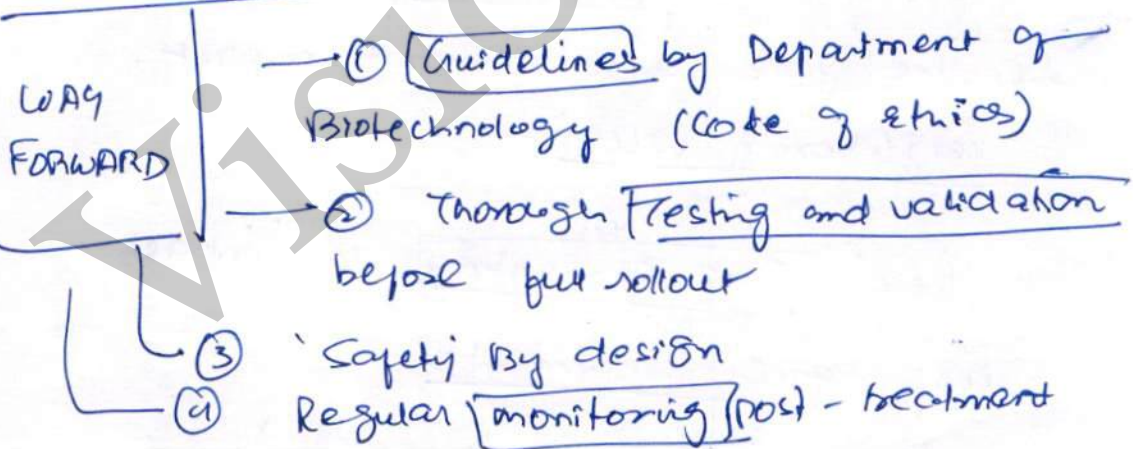 WAY
FORWARD
① Guidelines by Department of
Biotechnology (Code of ethics)
② Thorough Testing and validation
before full rollout
③ 'Safety By design
④ Regular monitoring post-treatment
Visio